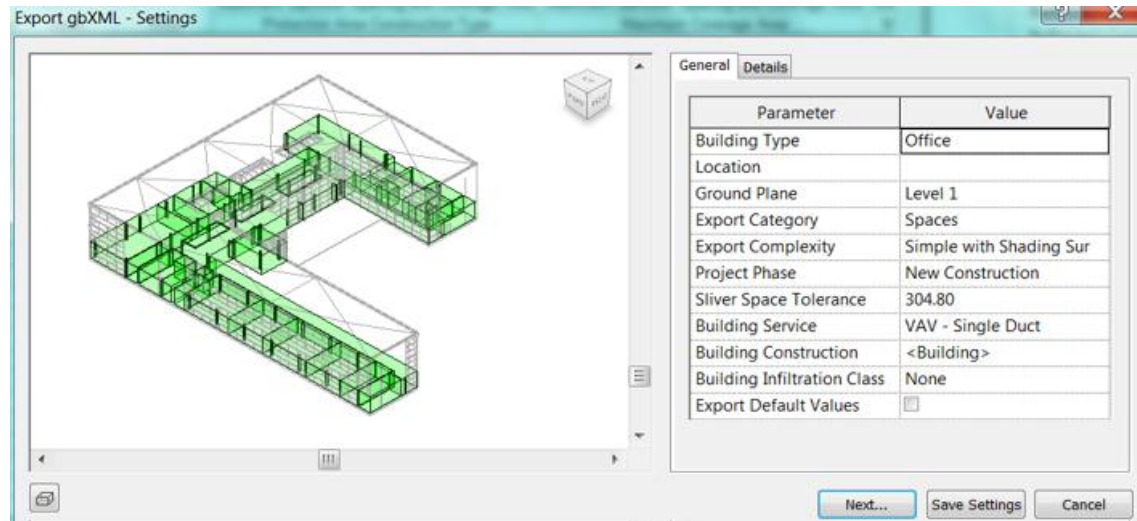 Export gbXML - Settings
General Details
Parameter Value
Building Type Office
Location
Ground Plane Level 1
Export Category Spaces
Export Complexity Simple with Shading Sur
Project Phase New Construction
Sliver Space Tolerance 304.80
Building Service VAV - Single Duct
Building Construction <Building>
Building Infiltration Class None
Export Default Values
Next... Save Settings Cancel